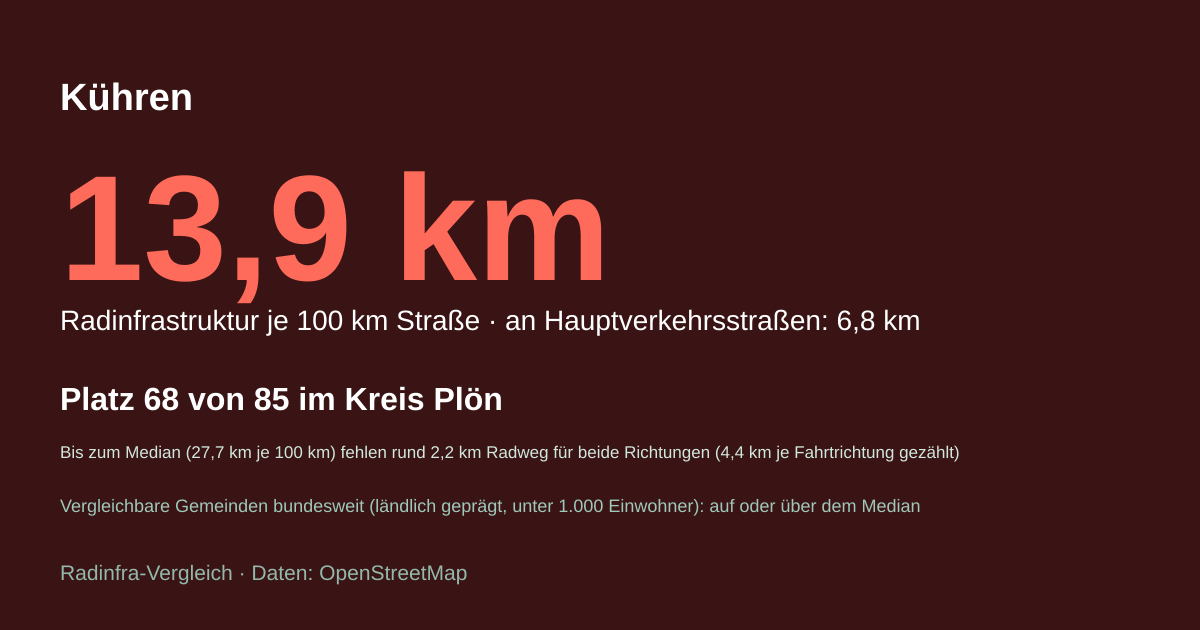 Kühren
13,9 km
Radinfrastruktur je 100 km Straße · an Hauptverkehrsstraßen: 6,8 km
Platz 68 von 85 im Kreis Plön
Bis zum Median (27,7 km je 100 km) fehlen rund 2,2 km Radweg für beide Richtungen (4,4 km je Fahrtrichtung gezählt)
Vergleichbare Gemeinden bundesweit (ländlich geprägt, unter 1.000 Einwohner): auf oder über dem Median
Radinfra-Vergleich · Daten: OpenStreetMap